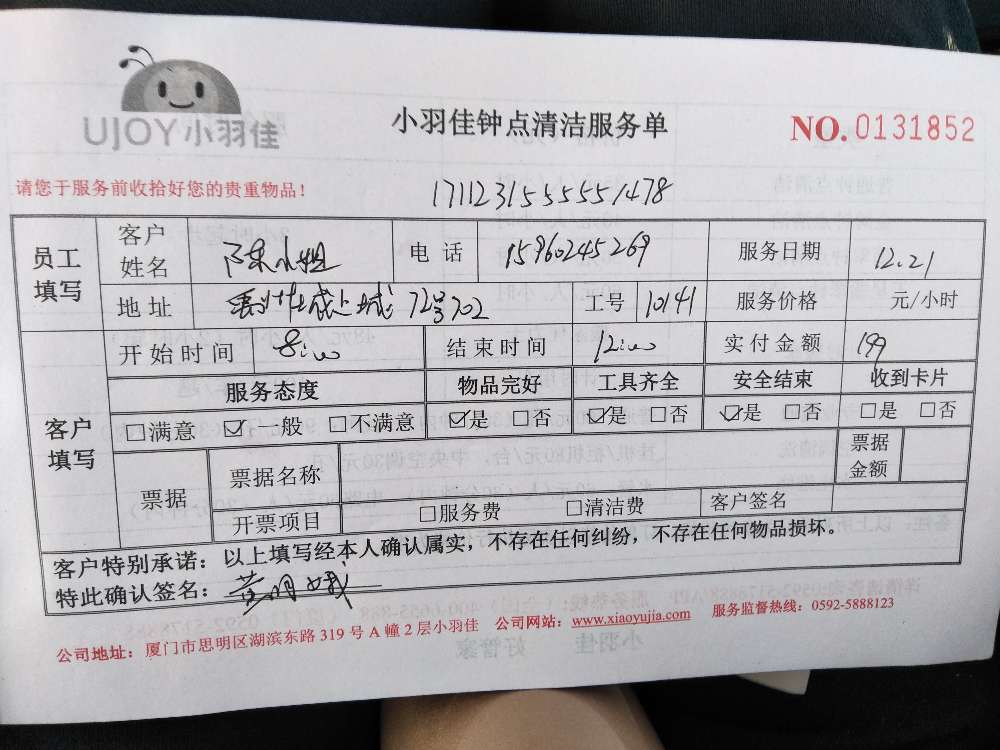 UJOY小羽佳
小羽佳钟点清洁服务单
NO.0131852
请您于服务前收拾好您的贵重物品！
17112315555551478
员工填写 客户姓名 陈小姐 电话 15960245269 服务日期 12.21
地址 72号702 工号 10141 服务价格 元/小时
客户填写 开始时间 8:00 结束时间 12:00 实付金额 199
服务态度 物品完好 工具齐全 安全结束 收到卡片
□满意 ☑一般 □不满意 ☑是 □否 ☑是 □否 ☑是 □否 □是 □否
票据 票据名称 票据金额
开票项目 □服务费 □清洁费 客户签名
客户特别承诺：以上填写经本人确认属实，不存在任何纠纷，不存在任何物品损坏。
特此确认签名：黄明娥
公司地址：厦门市思明区湖滨东路319号A幢2层小羽佳 公司网站：www.xiaoyujia.com 服务监督热线：0592-5888123